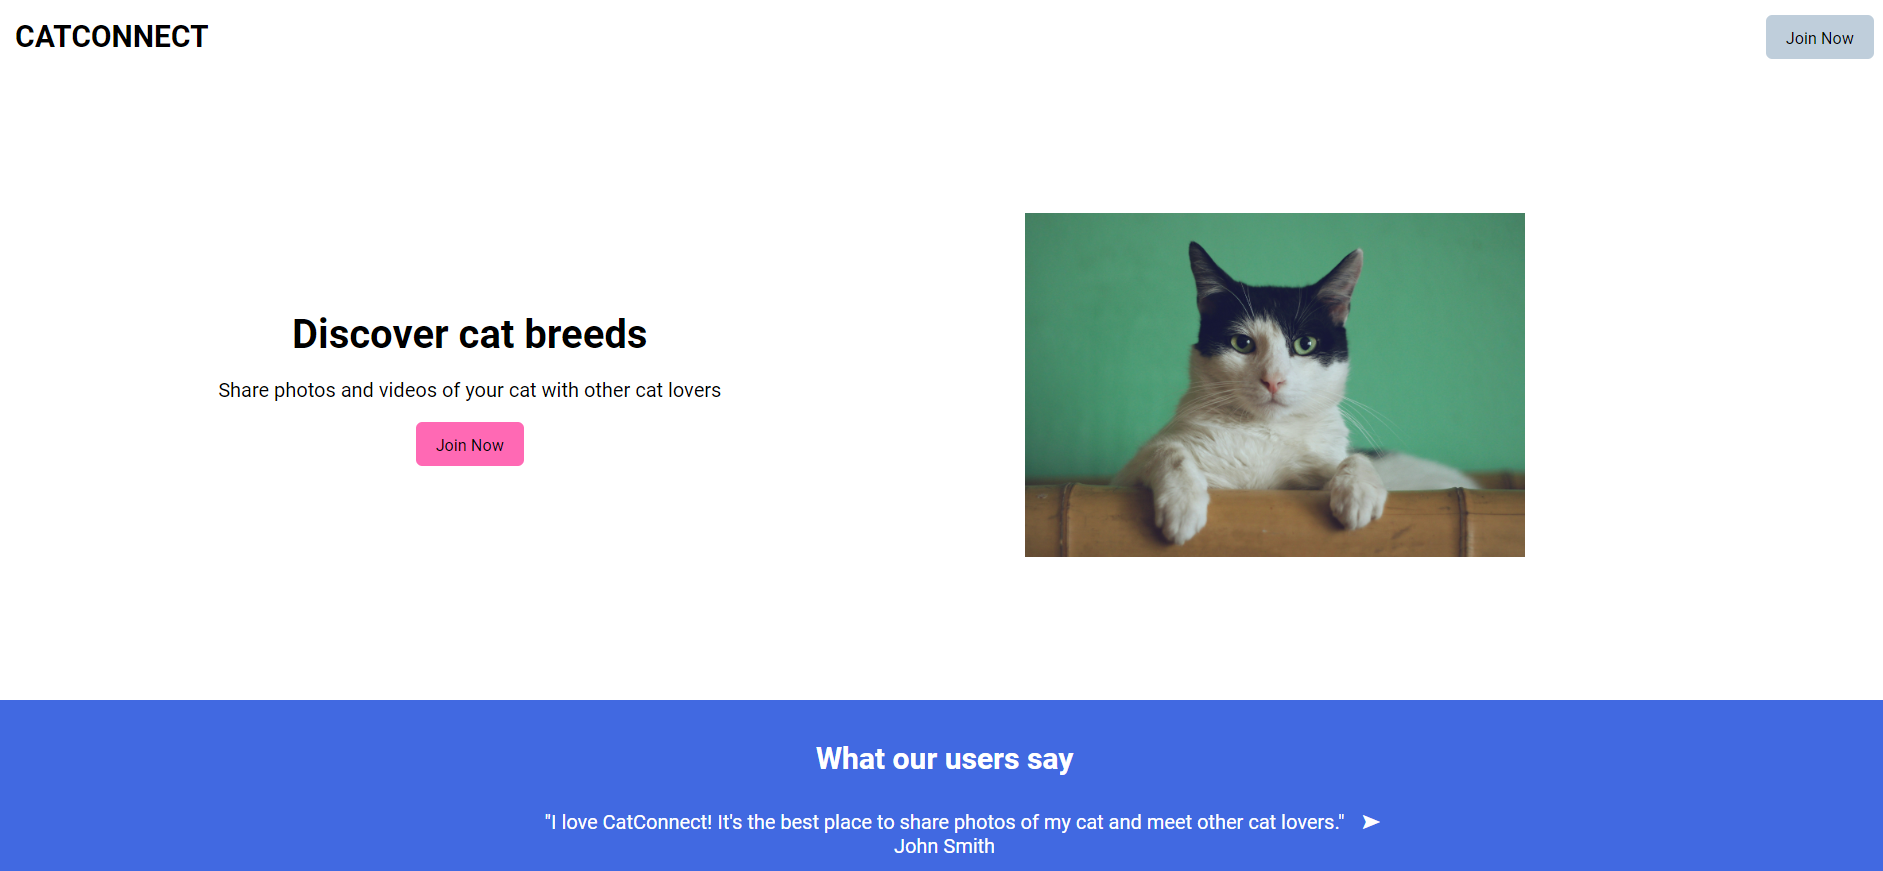 CATCONNECT
Join Now
Discover cat breeds
Share photos and videos of your cat with other cat lovers
Join Now
What our users say
"I love CatConnect! It's the best place to share photos of my cat and meet other cat lovers."
John Smith